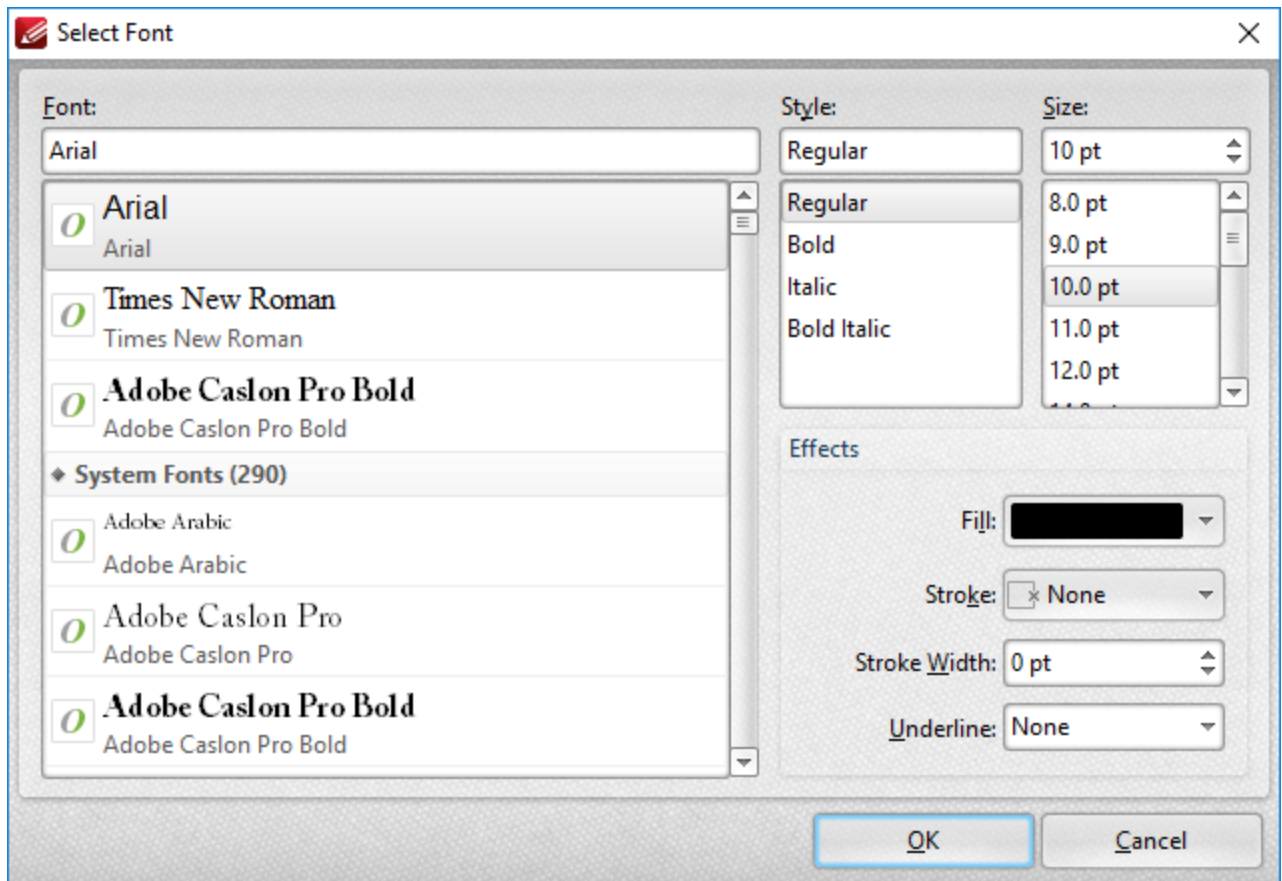 Select Font
Font:
Arial
Arial
Arial
Times New Roman
Times New Roman
Adobe Caslon Pro Bold
Adobe Caslon Pro Bold
System Fonts (290)
Adobe Arabic
Adobe Arabic
Adobe Caslon Pro
Adobe Caslon Pro
Adobe Caslon Pro Bold
Adobe Caslon Pro Bold
Style:
Regular
Regular
Bold
Italic
Bold Italic
Size:
10 pt
8.0 pt
9.0 pt
10.0 pt
11.0 pt
12.0 pt
Effects
Fill:
Stroke: None
Stroke Width: 0 pt
Underline: None
OK
Cancel